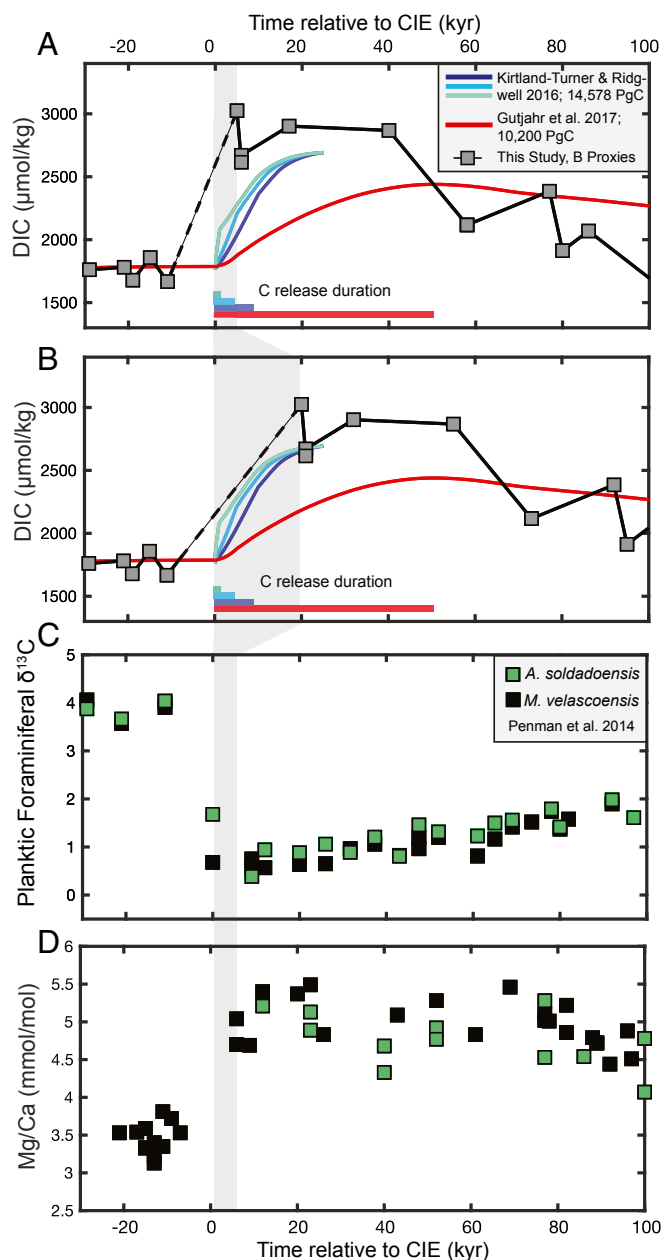 Time relative to CIE (kyr)
-20 0 20 40 60 80 100
A
3000
2500
2000
1500
DIC (μmol/kg)
Kirtland-Turner & Ridg-
well 2016; 14,578 PgC
Gutjahr et al. 2017;
10,200 PgC
This Study, B Proxies
C release duration
B
3000
2500
2000
1500
DIC (μmol/kg)
C release duration
C
5
4
3
2
1
0
Planktic Foraminiferal δ¹³C
A. soldadoensis
M. velascoensis
Penman et al. 2014
D
6
5.5
5
4.5
4
3.5
3
2.5
Mg/Ca (mmol/mol)
-20 0 20 40 60 80 100
Time relative to CIE (kyr)